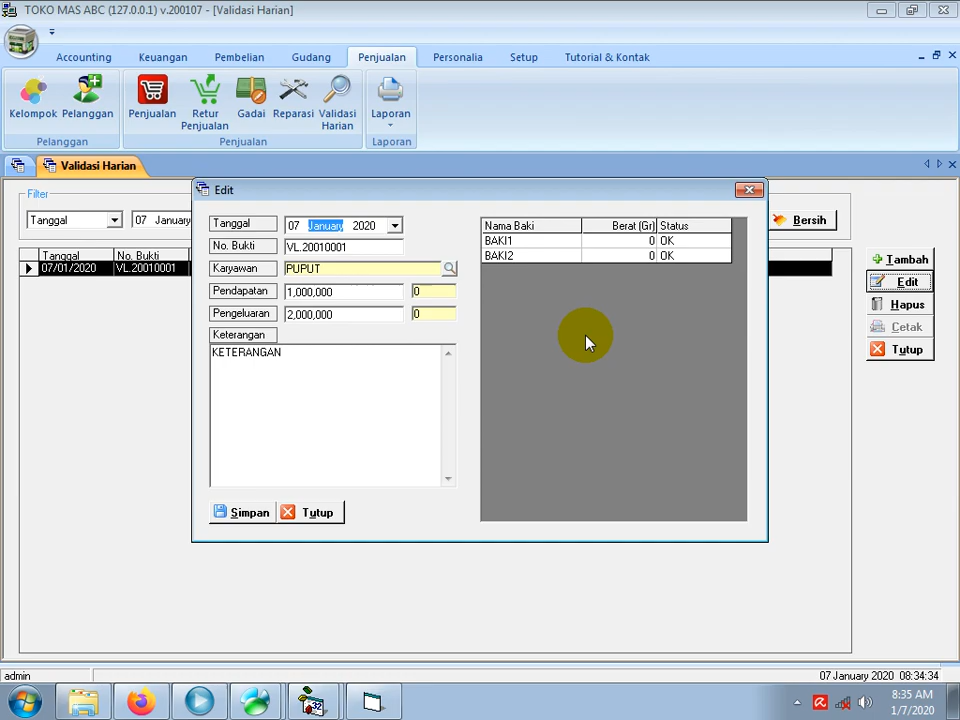 TOKO MAS ABC (127.0.0.1) v.200107 - [Validasi Harian]
Accounting Keuangan Pembelian Gudang Penjualan Personalia Setup Tutorial & Kontak
Kelompok Pelanggan Penjualan Retur Penjualan Gadai Reparasi Validasi Harian Laporan
Pelanggan Penjualan Laporan
Validasi Harian
Filter
Tanggal 07 January Bersih
Tanggal No. Bukti
07/01/2020 VL.20010001
Tambah
Edit
Hapus
Cetak
Tutup
Edit
Tanggal 07 January 2020
No. Bukti VL.20010001
Karyawan PUPUT
Pendapatan 1,000,000 0
Pengeluaran 2,000,000 0
Keterangan
KETERANGAN
Simpan Tutup
Nama Baki Berat (Gr) Status
BAKI1 0 OK
BAKI2 0 OK
admin 07 January 2020 08:34:34
32
8:35 AM
1/7/2020